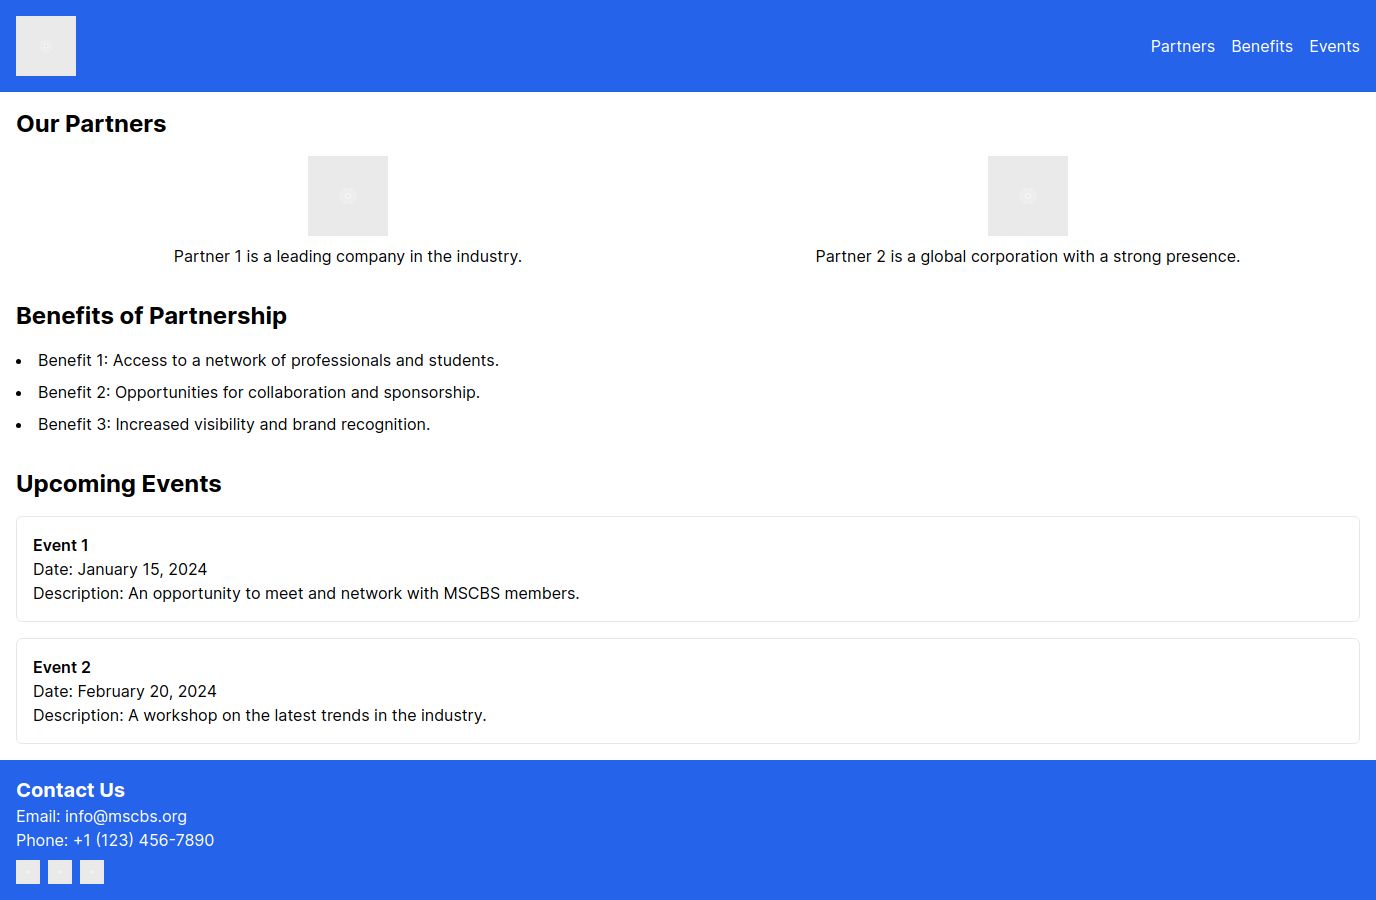 Partners Benefits Events
Our Partners
Partner 1 is a leading company in the industry.
Partner 2 is a global corporation with a strong presence.
Benefits of Partnership
• Benefit 1: Access to a network of professionals and students.
• Benefit 2: Opportunities for collaboration and sponsorship.
• Benefit 3: Increased visibility and brand recognition.
Upcoming Events
Event 1
Date: January 15, 2024
Description: An opportunity to meet and network with MSCBS members.
Event 2
Date: February 20, 2024
Description: A workshop on the latest trends in the industry.
Contact Us
Email: info@mscbs.org
Phone: +1 (123) 456-7890